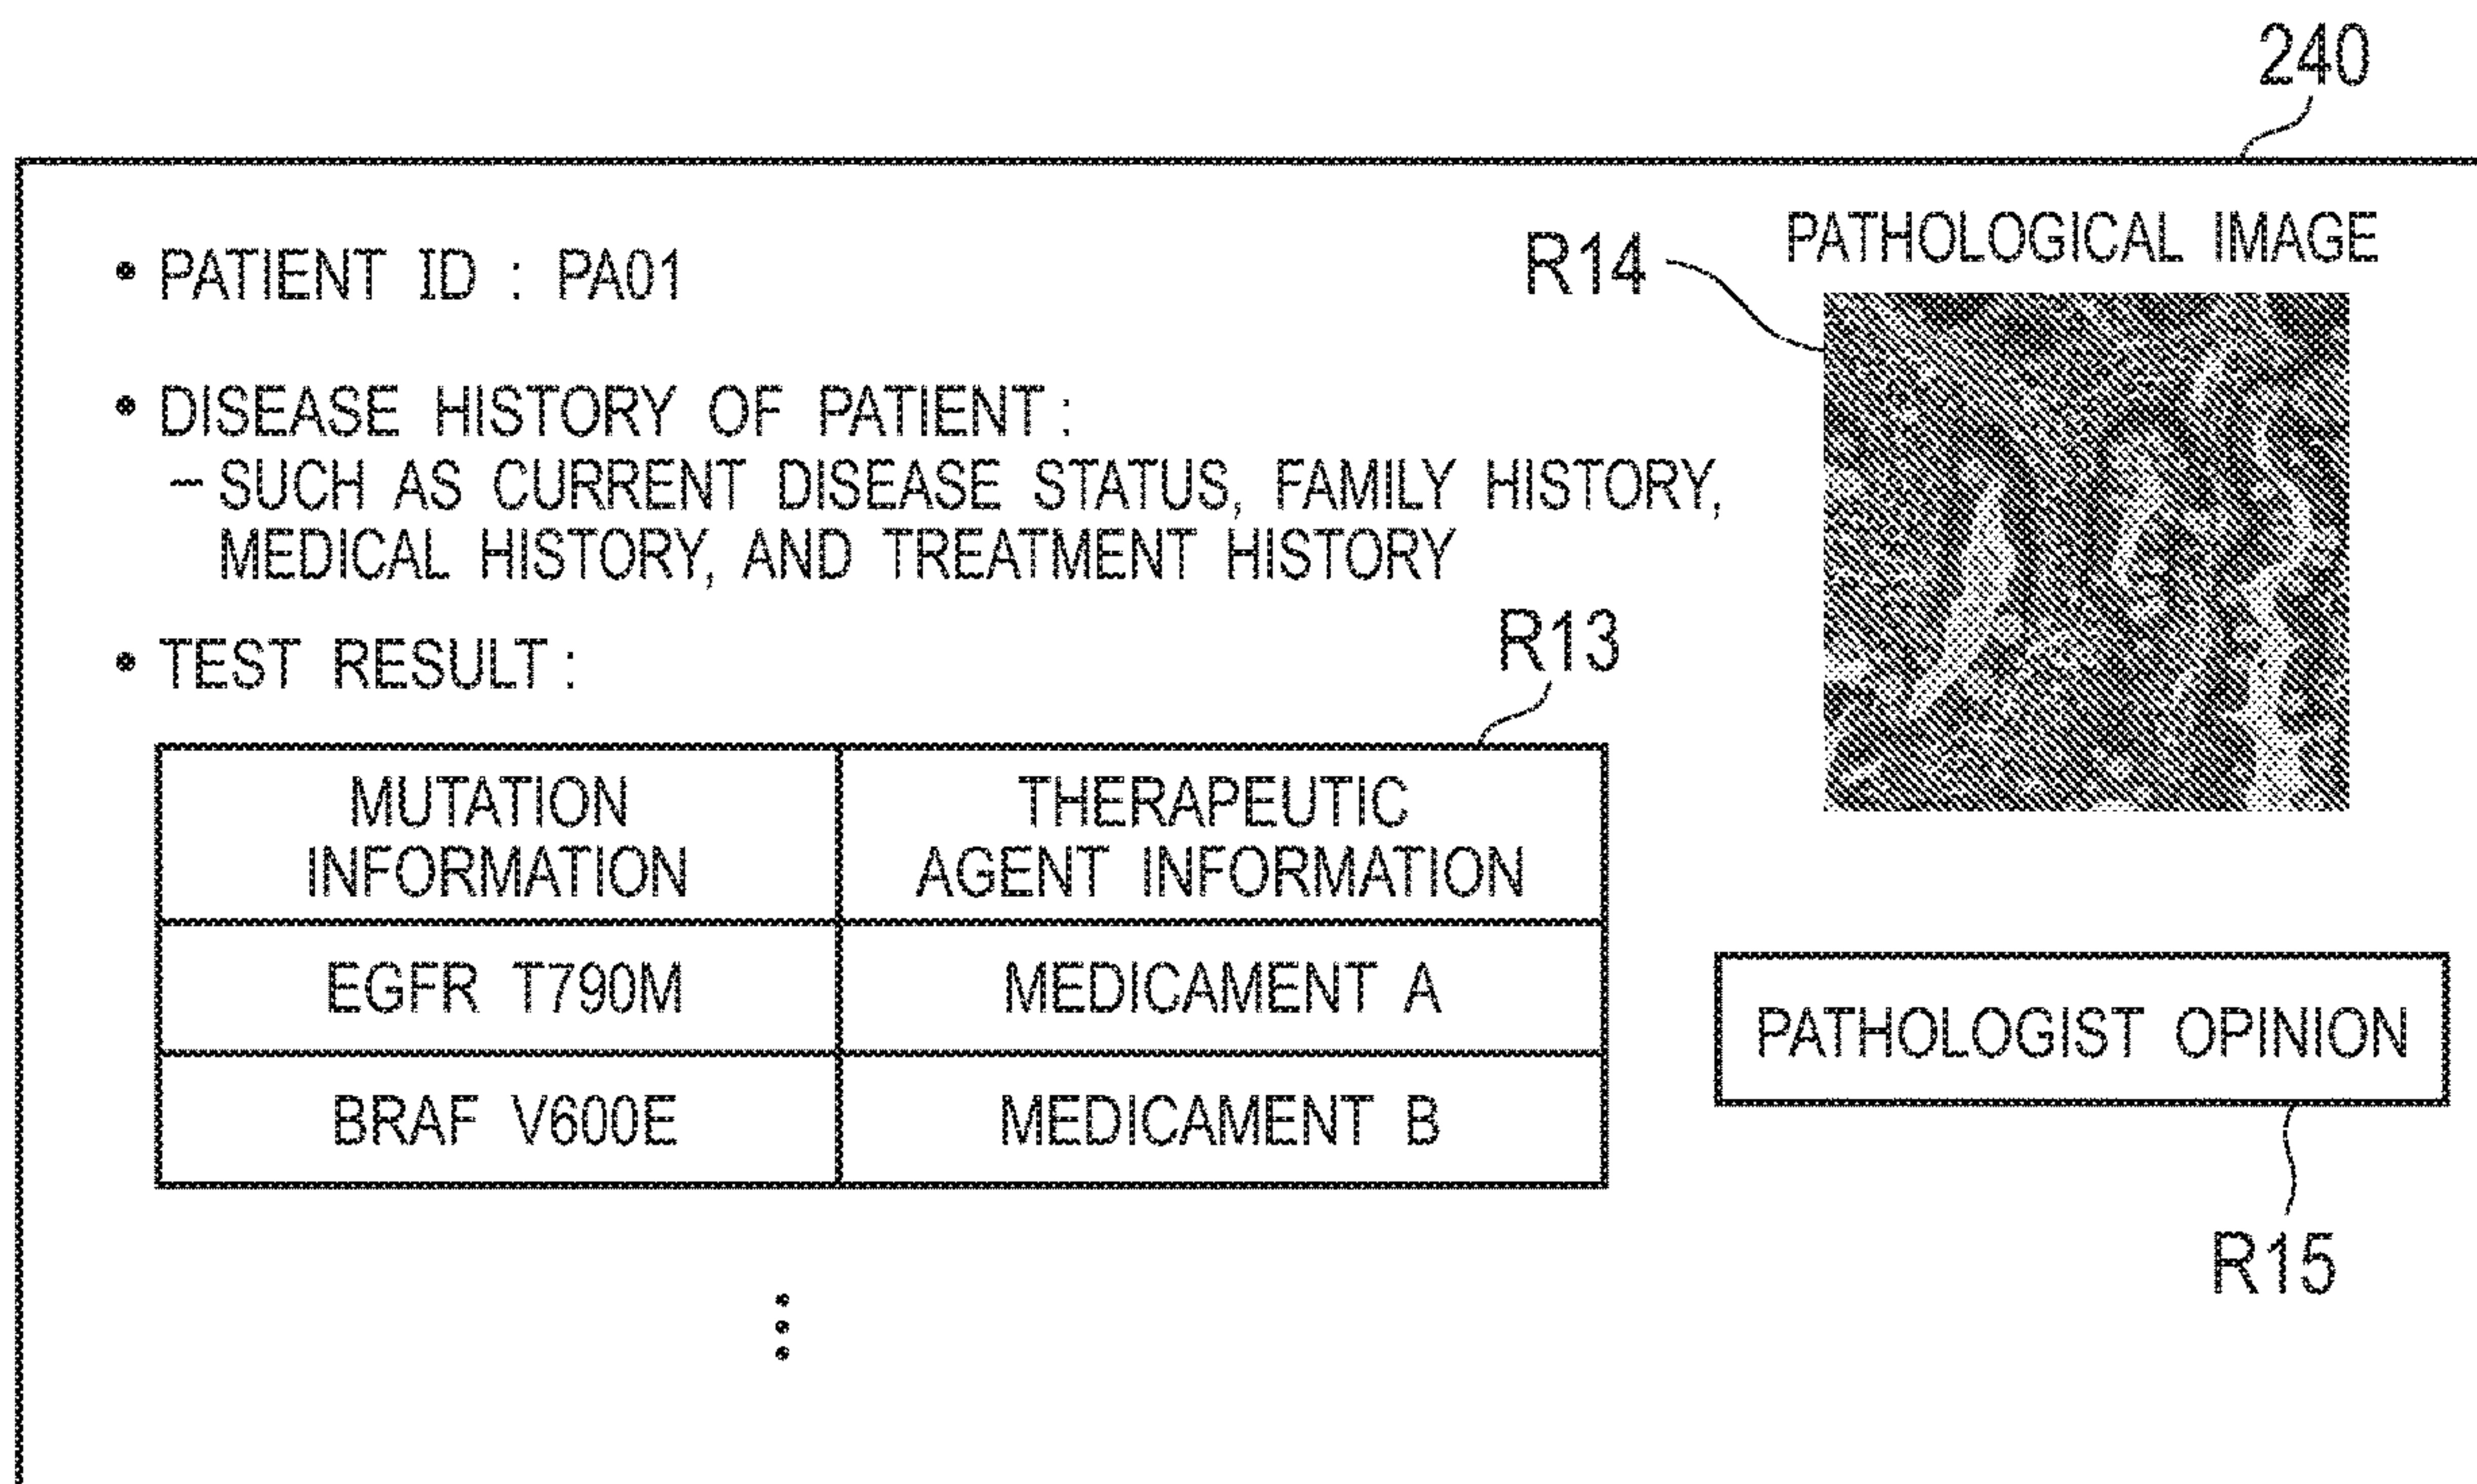 240
• PATIENT ID : PA01
R14
PATHOLOGICAL IMAGE
• DISEASE HISTORY OF PATIENT :
– SUCH AS CURRENT DISEASE STATUS, FAMILY HISTORY,
MEDICAL HISTORY, AND TREATMENT HISTORY
• TEST RESULT :
R13
MUTATION
INFORMATION
THERAPEUTIC
AGENT INFORMATION
EGFR T790M
MEDICAMENT A
BRAF V600E
MEDICAMENT B
PATHOLOGIST OPINION
R15